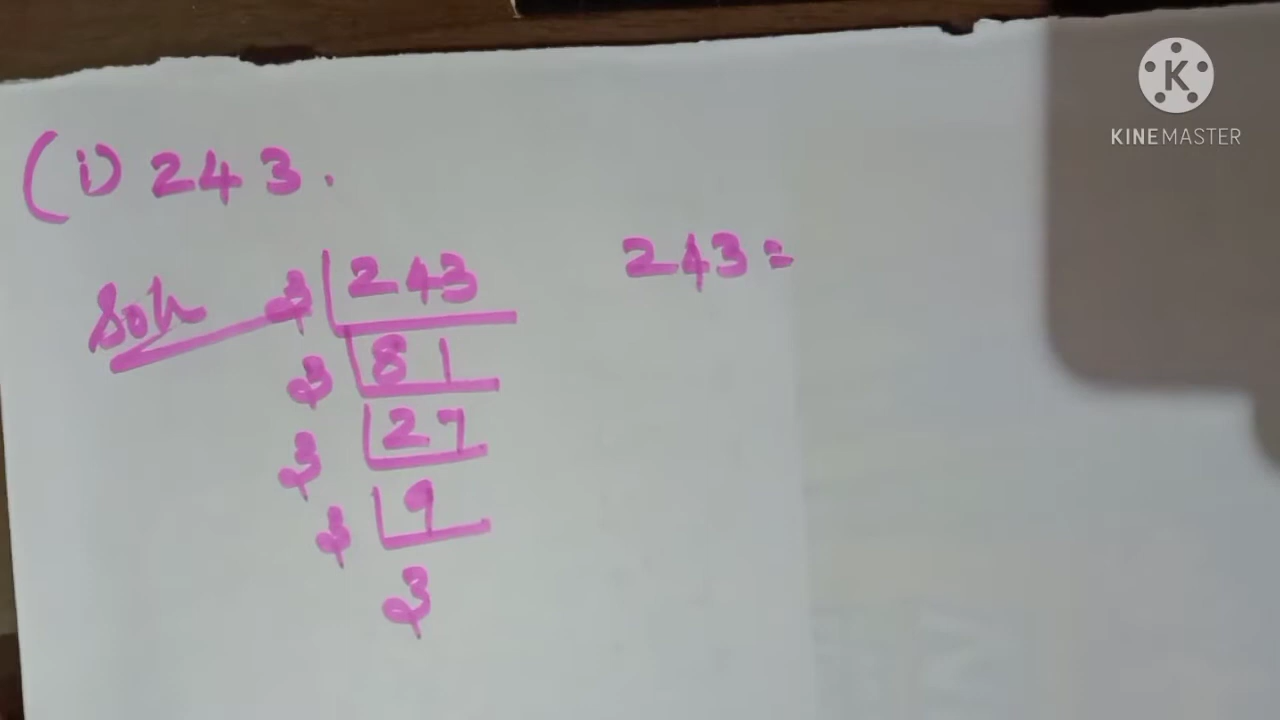 (i) 243.
Soln 3 243 243 =
3 81
3 27
3 9
3
KINEMASTER